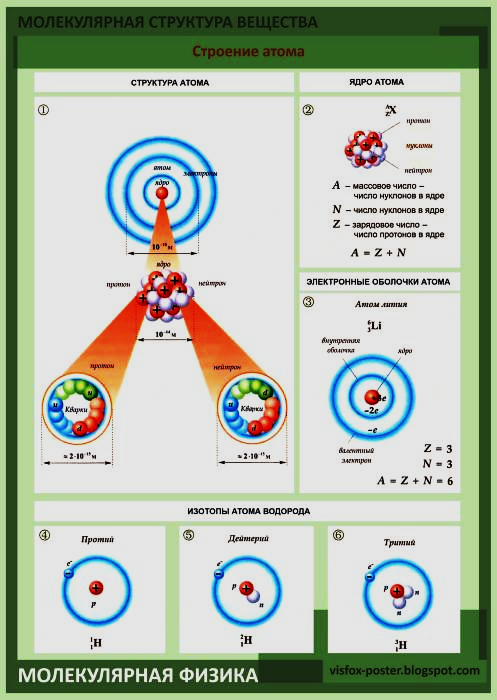 МОЛЕКУЛЯРНАЯ СТРУКТУРА ВЕЩЕСТВА
Строение атома
СТРУКТУРА АТОМА
①
атом
электроны
ядро
10⁻¹⁰ м
ядро
протон
нейтрон
10⁻¹⁴ м
протон
нейтрон
u
u
Кварки
d
u
Кварки
d
≈ 2·10⁻¹⁵ м
≈ 2·10⁻¹⁵ м
ЯДРО АТОМА
②
A Z X
протон
нуклоны
нейтрон
A – массовое число –
число нуклонов в ядре
N – число нуклонов в ядре
Z – зарядовое число –
число протонов в ядре
A = Z + N
ЭЛЕКТРОННЫЕ ОБОЛОЧКИ АТОМА
③
Атом лития
⁶₃Li
внутренняя
оболочка
ядро
+3e
–2e
–e
валентный
электрон
Z = 3
N = 3
A = Z + N = 6
ИЗОТОПЫ АТОМА ВОДОРОДА
④
Протий
e⁻
p
¹₁H
⑤
Дейтерий
e⁻
p
n
²₁H
⑥
Тритий
e⁻
p
n
n
³₁H
МОЛЕКУЛЯРНАЯ ФИЗИКА
visfox-poster.blogspot.com